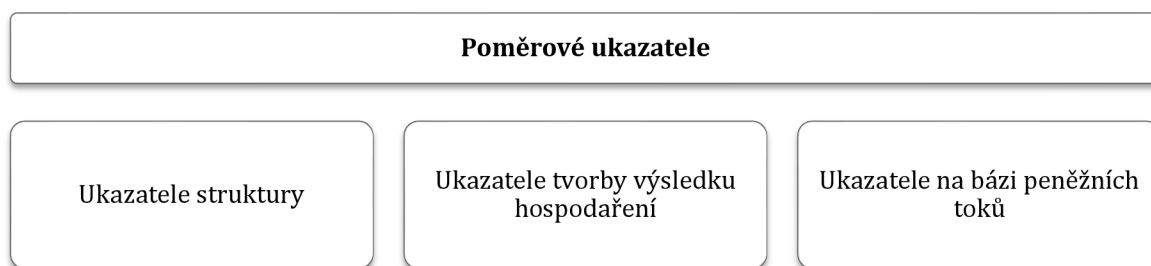 Poměrové ukazatele
Ukazatele struktury
Ukazatele tvorby výsledku
hospodaření
Ukazatele na bázi peněžních
toků